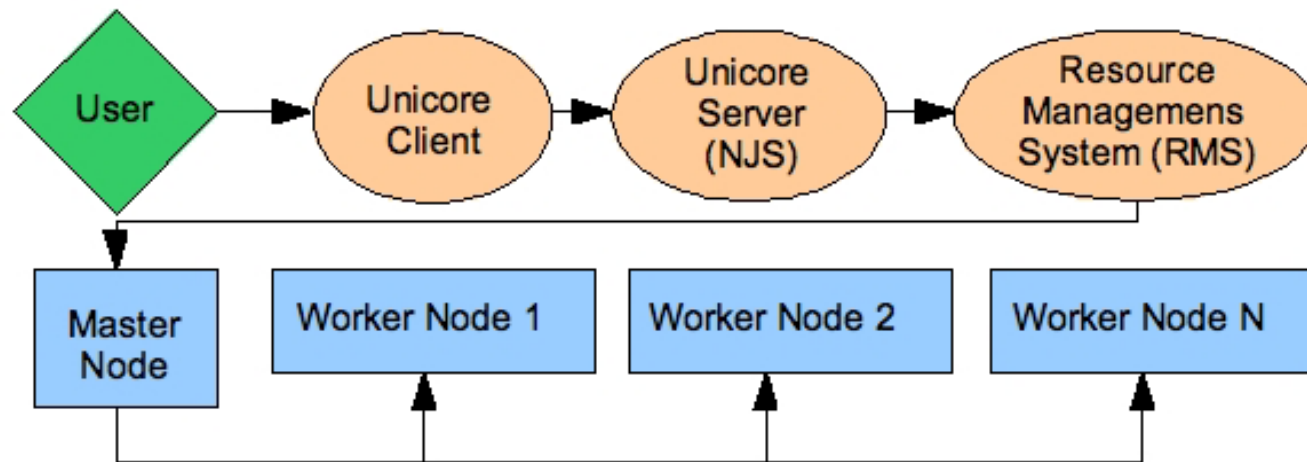 User
Unicore
Client
Unicore
Server
(NJS)
Resource
Managemens
System (RMS)
Master
Node
Worker Node 1
Worker Node 2
Worker Node N